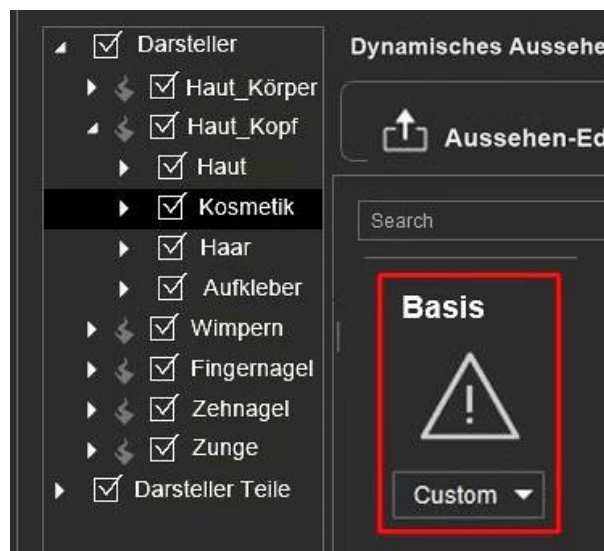 Darsteller
Haut_Körper
Haut_Kopf
Haut
Kosmetik
Haar
Aufkleber
Wimpern
Fingernagel
Zehnagel
Zunge
Darsteller Teile
Dynamisches Aussehe
Aussehen-Ed
Search
Basis
Custom